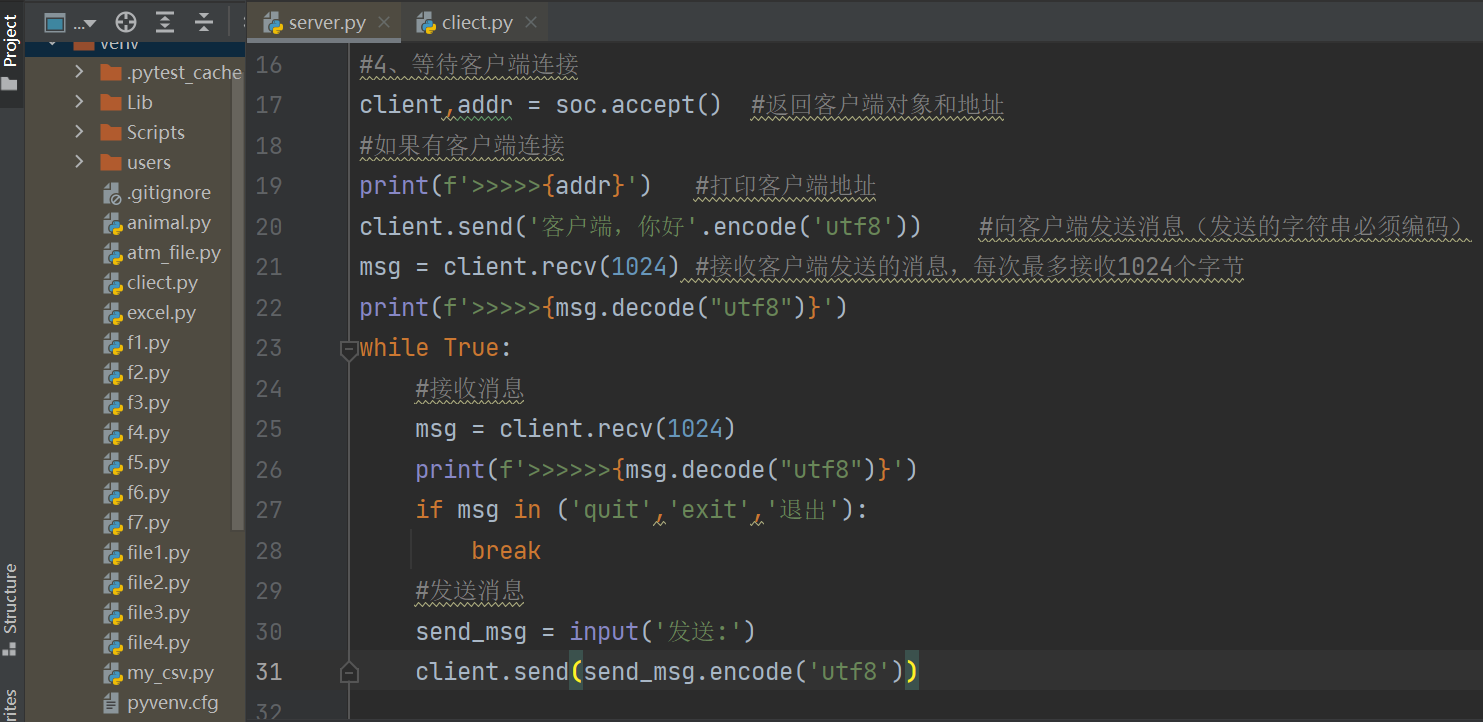 Project
Structure
rites
...
server.py
cliect.py
venv
.pytest_cache
Lib
Scripts
users
.gitignore
animal.py
atm_file.py
cliect.py
excel.py
f1.py
f2.py
f3.py
f4.py
f5.py
f6.py
f7.py
file1.py
file2.py
file3.py
file4.py
my_csv.py
pyvenv.cfg
16 #4、等待客户端连接
17 client,addr = soc.accept()  #返回客户端对象和地址
18 #如果有客户端连接
19 print(f'>>>>>{addr}')   #打印客户端地址
20 client.send('客户端，你好'.encode('utf8'))    #向客户端发送消息（发送的字符串必须编码）
21 msg = client.recv(1024) #接收客户端发送的消息，每次最多接收1024个字节
22 print(f'>>>>>{msg.decode("utf8")}')
23 while True:
24     #接收消息
25     msg = client.recv(1024)
26     print(f'>>>>>>{msg.decode("utf8")}')
27     if msg in ('quit','exit','退出'):
28         break
29     #发送消息
30     send_msg = input('发送:')
31     client.send(send_msg.encode('utf8'))
32